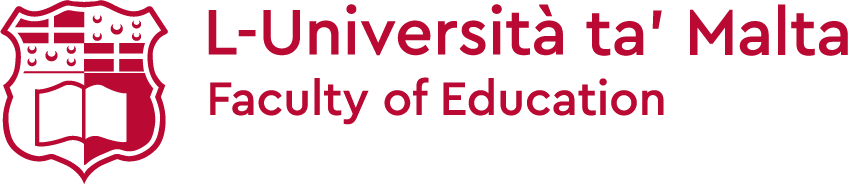 L-Università ta' Malta
Faculty of Education